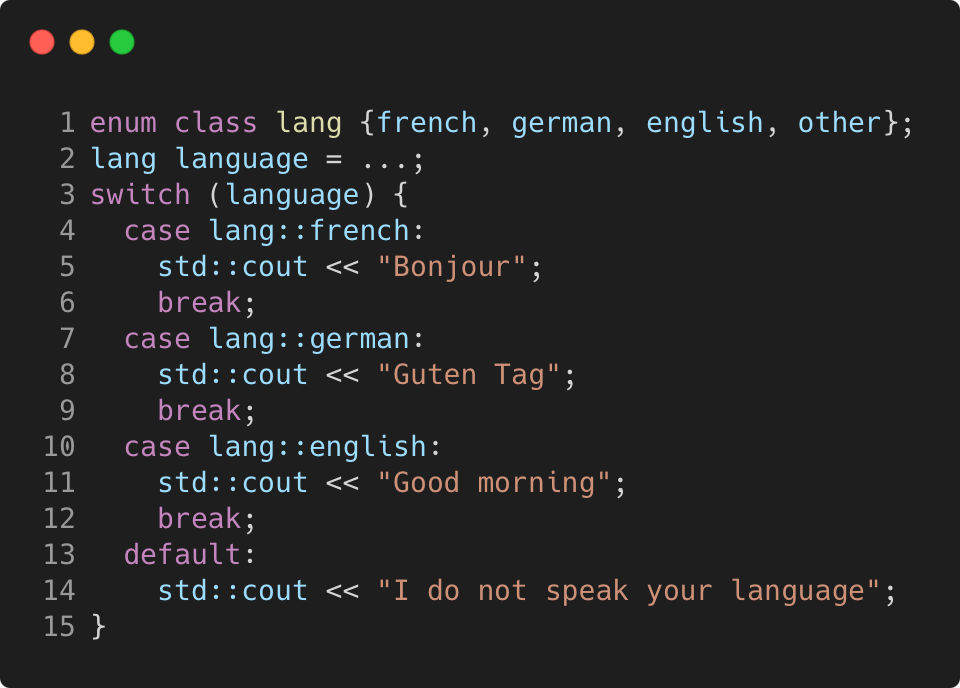 1 enum class lang {french, german, english, other};
2 lang language = ...;
3 switch (language) {
4   case lang::french:
5     std::cout << "Bonjour";
6     break;
7   case lang::german:
8     std::cout << "Guten Tag";
9     break;
10   case lang::english:
11     std::cout << "Good morning";
12     break;
13   default:
14     std::cout << "I do not speak your language";
15 }